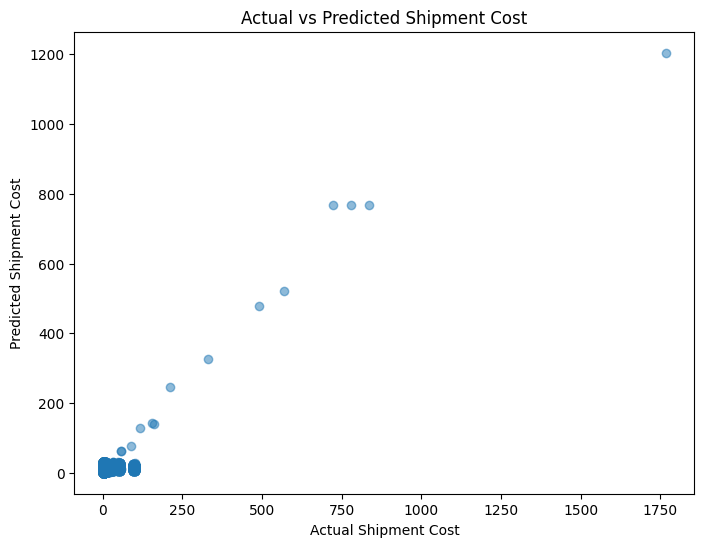 Actual vs Predicted Shipment Cost
1200
1000
800
600
400
200
0
Predicted Shipment Cost
0 250 500 750 1000 1250 1500 1750
Actual Shipment Cost